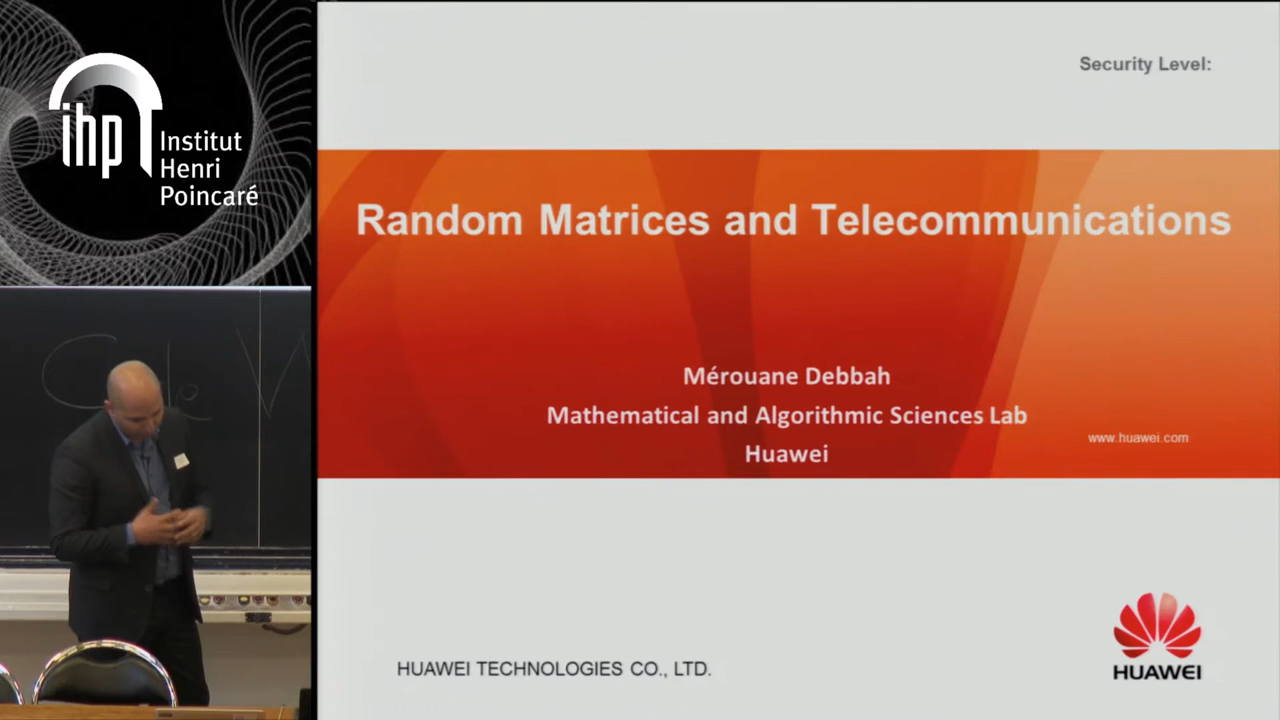 ihp
Institut
Henri
Poincaré
Security Level:
Random Matrices and Telecommunications
Mérouane Debbah
Mathematical and Algorithmic Sciences Lab
Huawei
www.huawei.com
HUAWEI TECHNOLOGIES CO., LTD.
HUAWEI